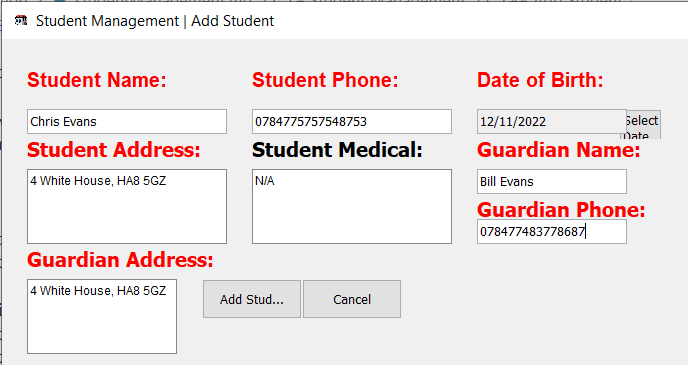 Student Management | Add Student
Student Name: Student Phone: Date of Birth:
Chris Evans 0784775757548753 12/11/2022 Select Date
Student Address: Student Medical: Guardian Name:
4 White House, HA8 5GZ N/A Bill Evans
Guardian Phone:
078477483778687
Guardian Address:
4 White House, HA8 5GZ Add Stud... Cancel